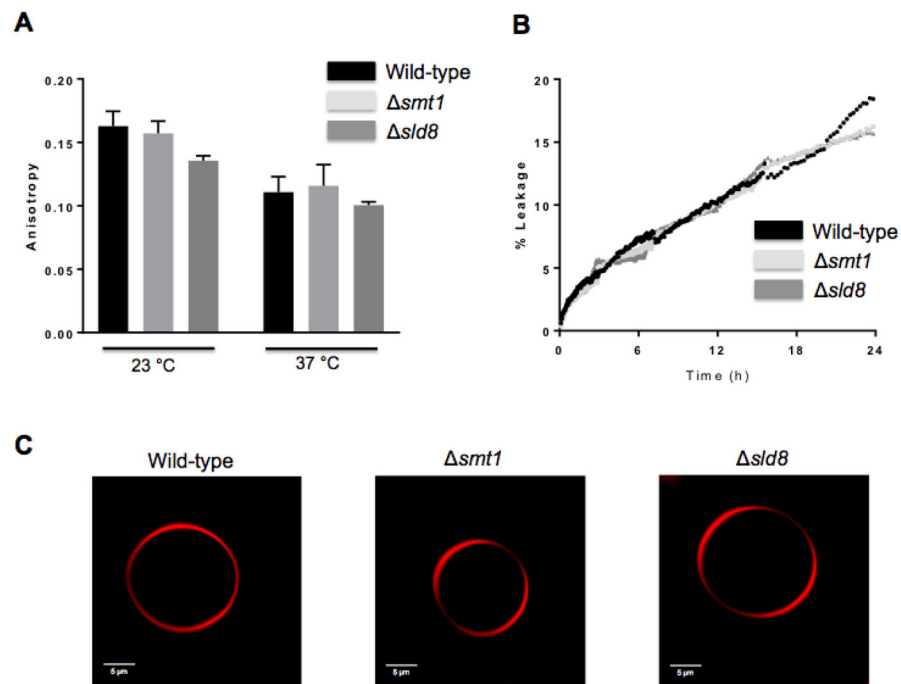 A
Anisotropy
0.20
0.15
0.10
0.05
0.00
23 °C
37 °C
Wild-type
Δsmt1
Δsld8
B
% Leakage
20
15
10
5
0
0 6 12 18 24
Time (h)
Wild-type
Δsmt1
Δsld8
C
Wild-type
Δsmt1
Δsld8
5 µm
5 µm
5 µm